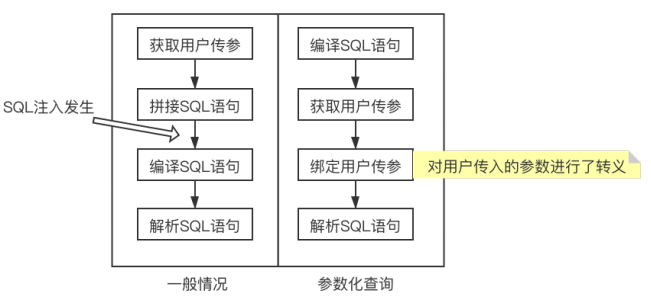 获取用户传参
拼接SQL语句
SQL注入发生
编译SQL语句
解析SQL语句
一般情况
编译SQL语句
获取用户传参
绑定用户传参
对用户传入的参数进行了转义
解析SQL语句
参数化查询